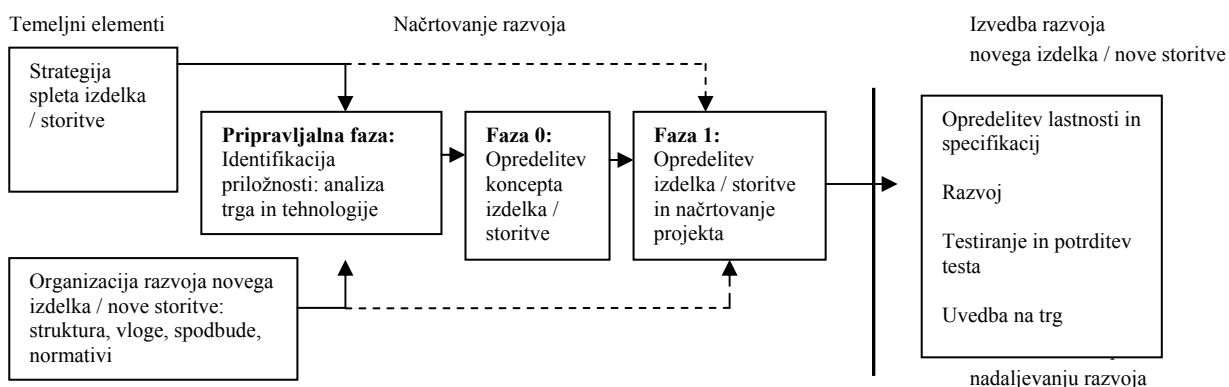 Temeljni elementi
Načrtovanje razvoja
Izvedba razvoja
novega izdelka / nove storitve
Strategija
spleta izdelka
/ storitve
Pripravljalna faza:
Identifikacija
priložnosti: analiza
trga in tehnologije
Faza 0:
Opredelitev
koncepta
izdelka /
storitve
Faza 1:
Opredelitev
izdelka / storitve
in načrtovanje
projekta
Organizacija razvoja novega
izdelka / nove storitve:
struktura, vloge, spodbude,
normativi
Opredelitev lastnosti in
specifikacij
Razvoj
Testiranje in potrditev
testa
Uvedba na trg
nadaljevanju razvoja